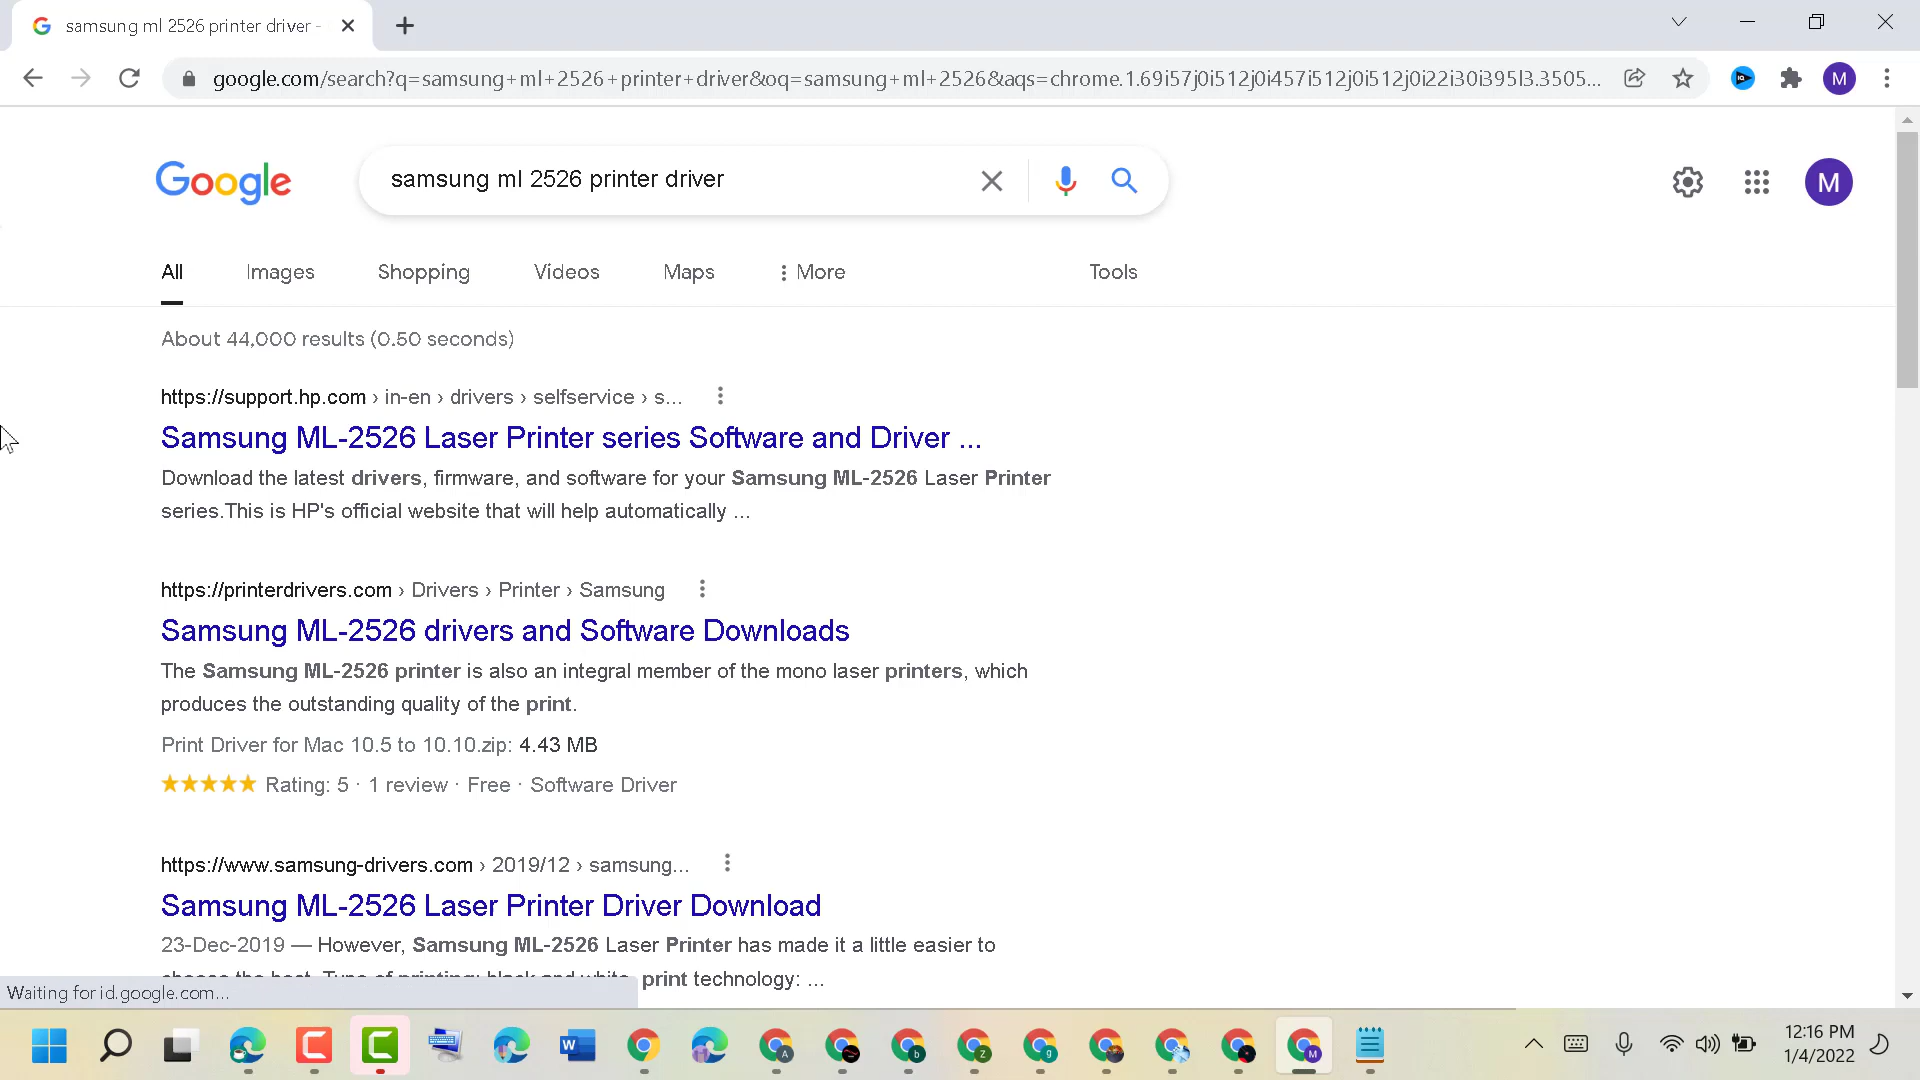 samsung ml 2526 printer driver -
google.com/search?q=samsung+ml+2526+printer+driver&oq=samsung+ml+2526&aqs=chrome.1.69i57j0i512j0i457i512j0i512j0i22i30i395l3.3505...
M
Google
samsung ml 2526 printer driver
M
All
Images
Shopping
Videos
Maps
More
Tools
About 44,000 results (0.50 seconds)
https://support.hp.com › in-en › drivers › selfservice › s...
Samsung ML-2526 Laser Printer series Software and Driver ...
Download the latest drivers, firmware, and software for your Samsung ML-2526 Laser Printer
series.This is HP's official website that will help automatically ...
https://printerdrivers.com › Drivers › Printer › Samsung
Samsung ML-2526 drivers and Software Downloads
The Samsung ML-2526 printer is also an integral member of the mono laser printers, which
produces the outstanding quality of the print.
Print Driver for Mac 10.5 to 10.10.zip: 4.43 MB
Rating: 5 · 1 review · Free · Software Driver
https://www.samsung-drivers.com › 2019/12 › samsung...
Samsung ML-2526 Laser Printer Driver Download
23-Dec-2019 — However, Samsung ML-2526 Laser Printer has made it a little easier to
choose the best. Type of printing: black and white, print technology: ...
Waiting for id.google.com...
12:16 PM
1/4/2022